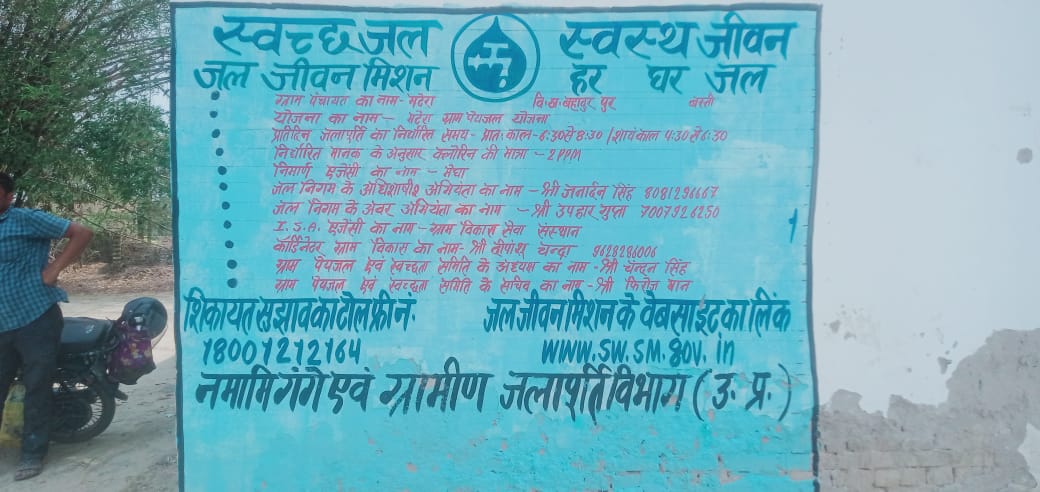 स्वच्छ जल स्वस्थ जीवन
जल जीवन मिशन हर घर जल
ग्राम पंचायत का नाम- मटेरा वि.ख. बहादुर पुर बस्ती
योजना का नाम - मटेरा ग्राम पेयजल योजना
प्रतिदिन जलापूर्ति का निर्धारित समय- प्रातः काल- 6:30 से 8:30 / शायंकाल 4:30 से 6:30
निर्धारित मानक के अनुसार क्लोरिन की मात्रा - 2 PPM
निमार्ण एजेंसी का नाम - मेघा
जल निगम के अधिशाषी अभियंता का नाम - श्री जनार्दन सिंह 8081296667
जल निगम के अवर अभियंता का नाम - श्री उपहार गुप्ता 7007926250
I.S.A. एजेंसी का नाम - ग्राम विकास सेवा संस्थान
कॉर्डिनेटर ग्राम विकास का नाम- श्री दीपांशू चन्द्रा 9628286006
ग्राम पेयजल एवं स्वच्छता समिति के अध्यक्ष का नाम - श्री चन्दन सिंह
ग्राम पेयजल एवं स्वच्छता समिति के सचिव का नाम - श्री फिरोज खान
शिकायत सुझाव का टोल फ्री नं. जल जीवन मिशन के वेबसाइट का लिंक
18001212164 www.sw.sm.gov.in
नमामि गंगे एवं ग्रामीण जलापूर्ति विभाग (उ. प्र.)